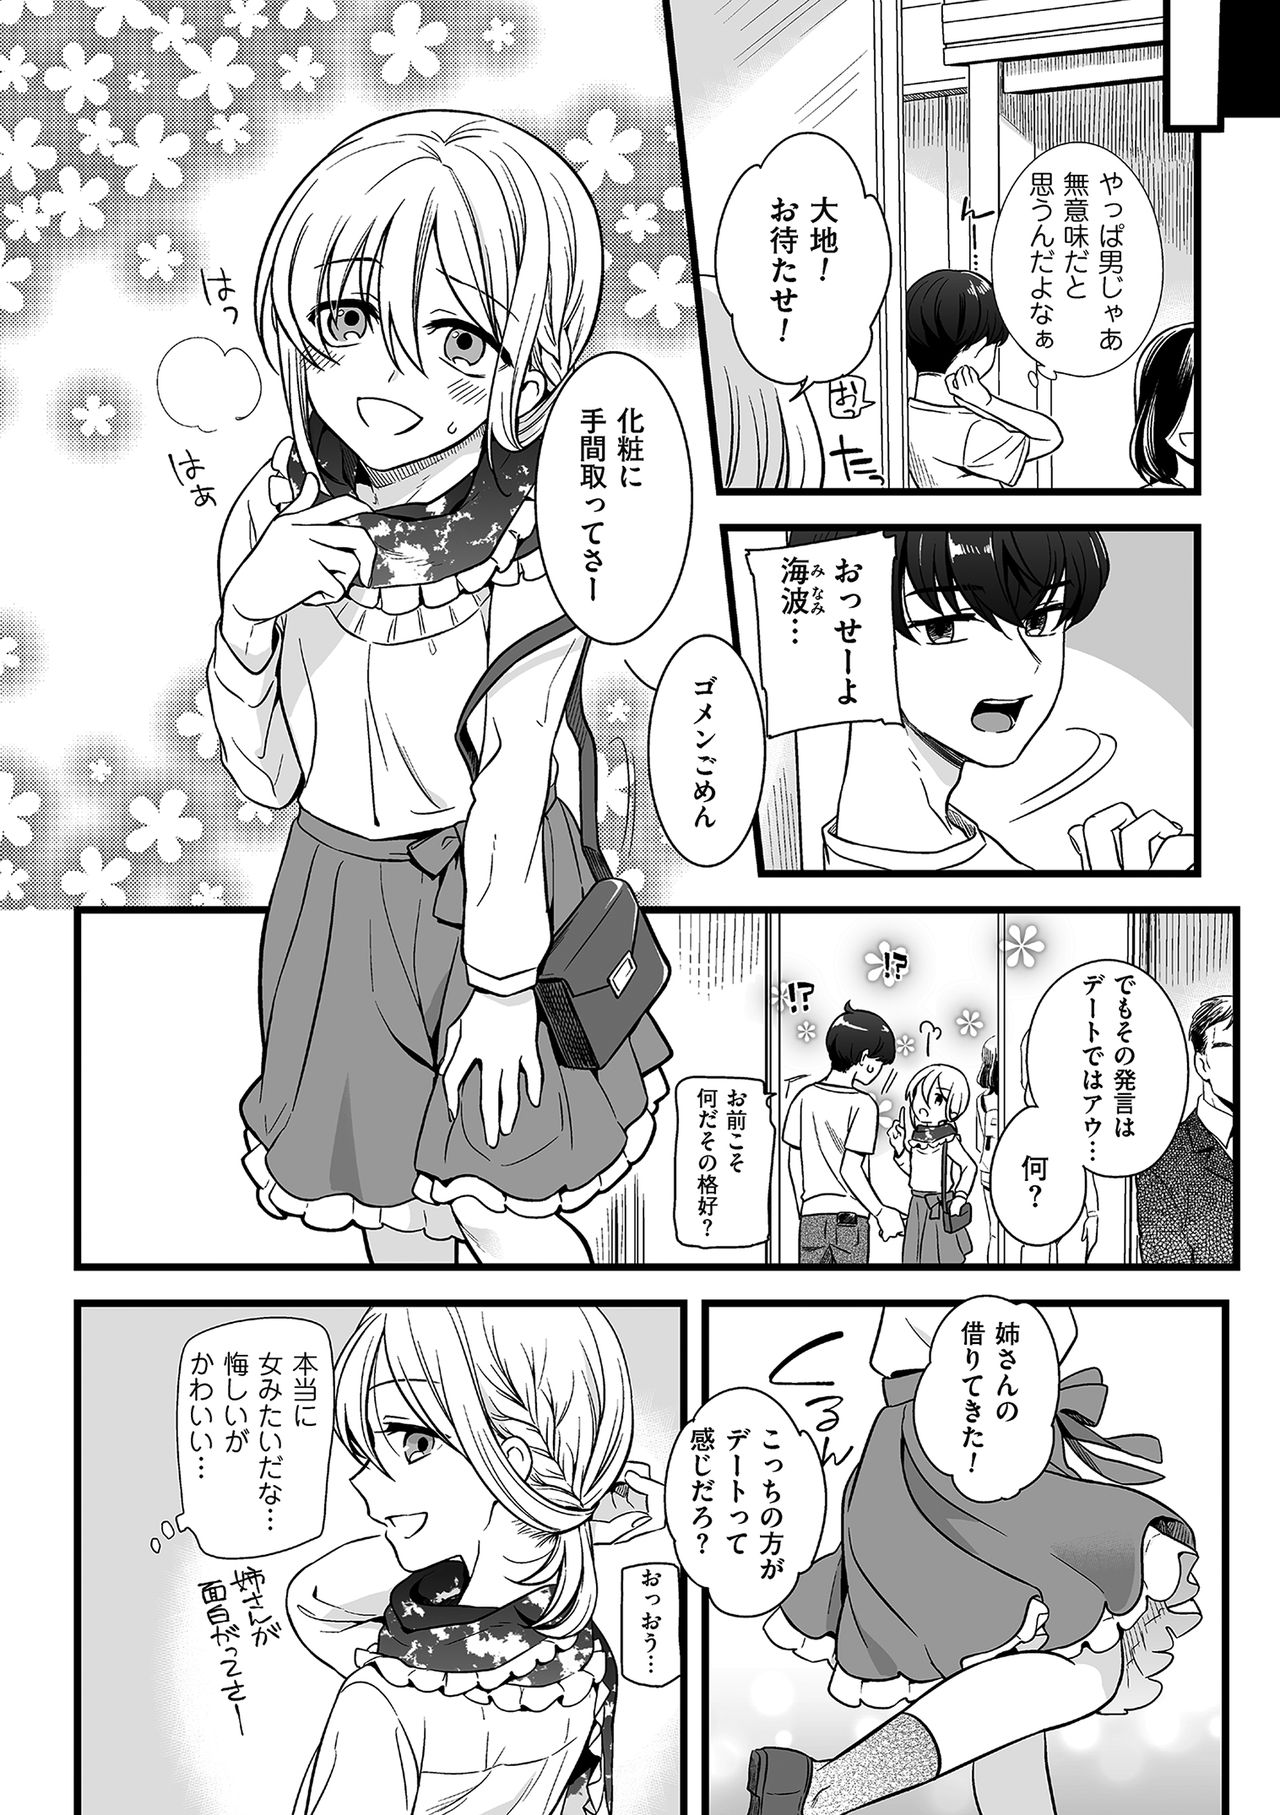 やっぱ男じゃあ
無意味だと
思うんだよなぁ
んー……
大地！
お待たせ！
おっ
たっ
おっせーよ
海波…
みなみ
化粧に
手間取ってさー
ゴメンごめん
はっ
はぁ
でもその発言は
デートではアウ…
何？
!?
!?
お前こそ
何だその格好？
姉さんの
借りてきた！
くるん
こっちの方が
デートって
感じだろ？
おっおう…
本当に
女みたいだな…
悔しいが
かわいい…
姉さんが
面白がってさー